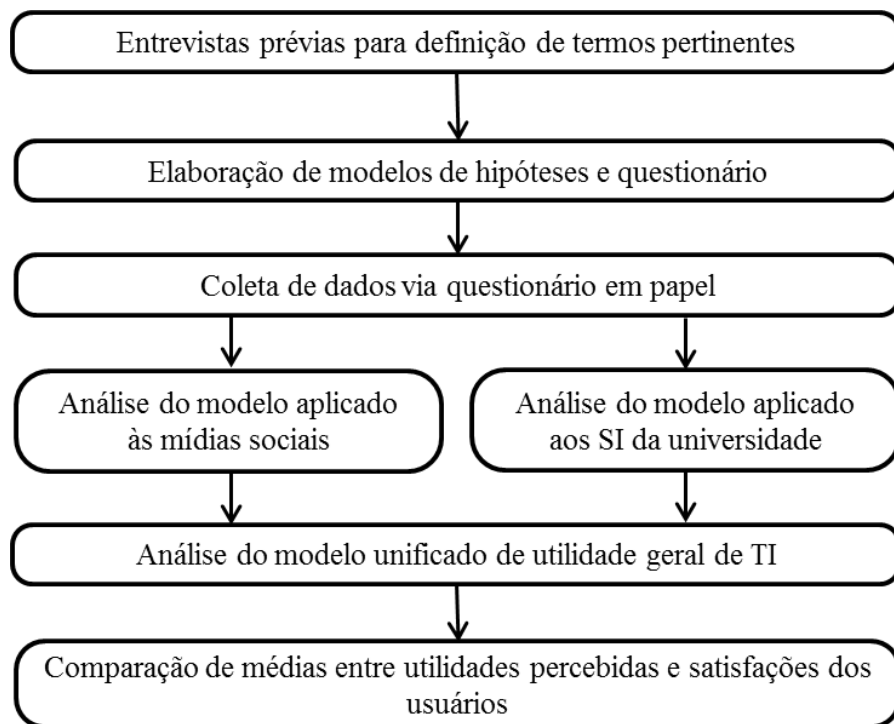 Entrevistas prévias para definição de termos pertinentes
Elaboração de modelos de hipóteses e questionário
Coleta de dados via questionário em papel
Análise do modelo aplicado
às mídias sociais
Análise do modelo aplicado
aos SI da universidade
Análise do modelo unificado de utilidade geral de TI
Comparação de médias entre utilidades percebidas e satisfações dos
usuários